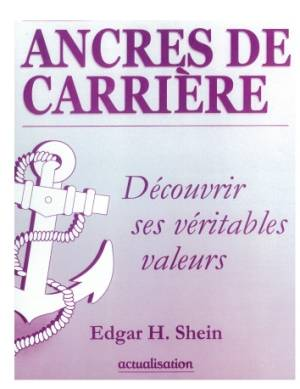 ANCRES DE
CARRIÈRE
Découvrir
ses véritables
valeurs
Edgar H. Shein
actualisation